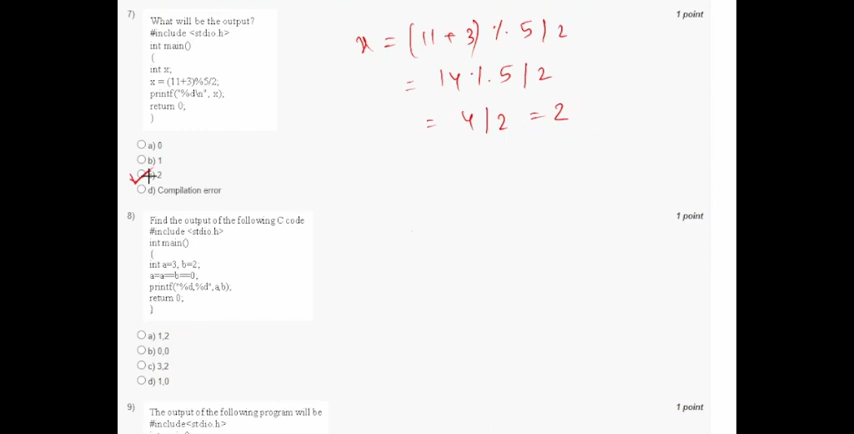 7) What will be the output? 1 point
#include <stdio.h>
int main()
{
int x;
x = (11+3)%5/2;
printf("%d\n", x);
return 0;
}
x = (11 + 3) % 5 / 2
= 14 % 5 / 2
= 4 / 2 = 2
a) 0
b) 1
2
d) Compilation error
8) Find the output of the following C code 1 point
#include <stdio.h>
int main()
{
int a=3, b=2;
a=a==b==0;
printf("%d,%d",a,b);
return 0;
}
a) 1,2
b) 0,0
c) 3,2
d) 1,0
9) The output of the following program will be 1 point
#include<stdio.h>